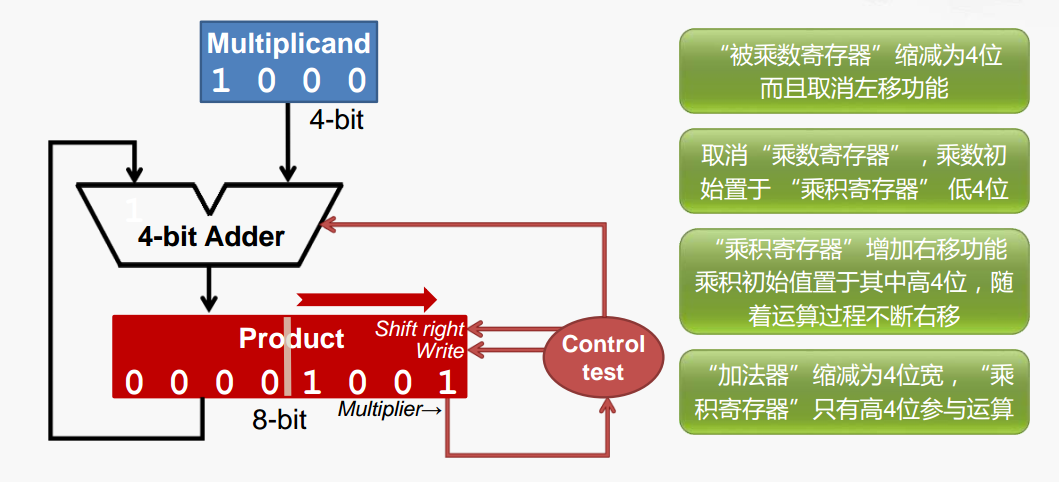 Multiplicand
1 0 0 0
4-bit
1
4-bit Adder
Product
Shift right
Write
0 0 0 0 1 0 0 1
8-bit
Multiplier→
Control
test
“被乘数寄存器”缩减为4位
而且取消左移功能
取消“乘数寄存器”，乘数初
始置于 “乘积寄存器” 低4位
“乘积寄存器”增加右移功能
乘积初始值置于其中高4位，随
着运算过程不断右移
“加法器”缩减为4位宽，“乘
积寄存器”只有高4位参与运算